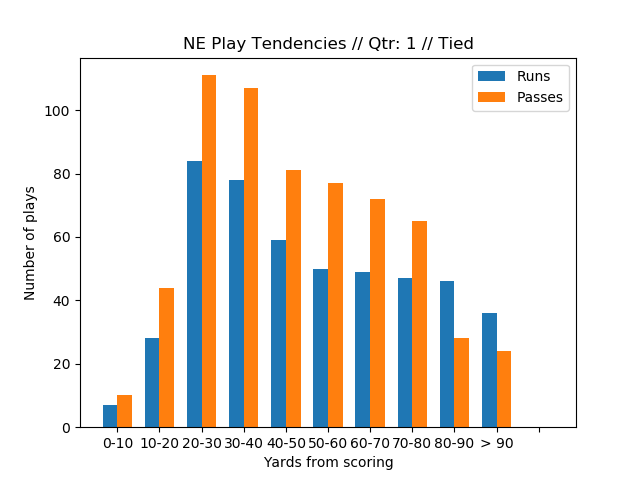 NE Play Tendencies // Qtr: 1 // Tied
Runs
Passes
Number of plays
100
80
60
40
20
0
0-10 10-20 20-30 30-40 40-50 50-60 60-70 70-80 80-90 > 90
Yards from scoring